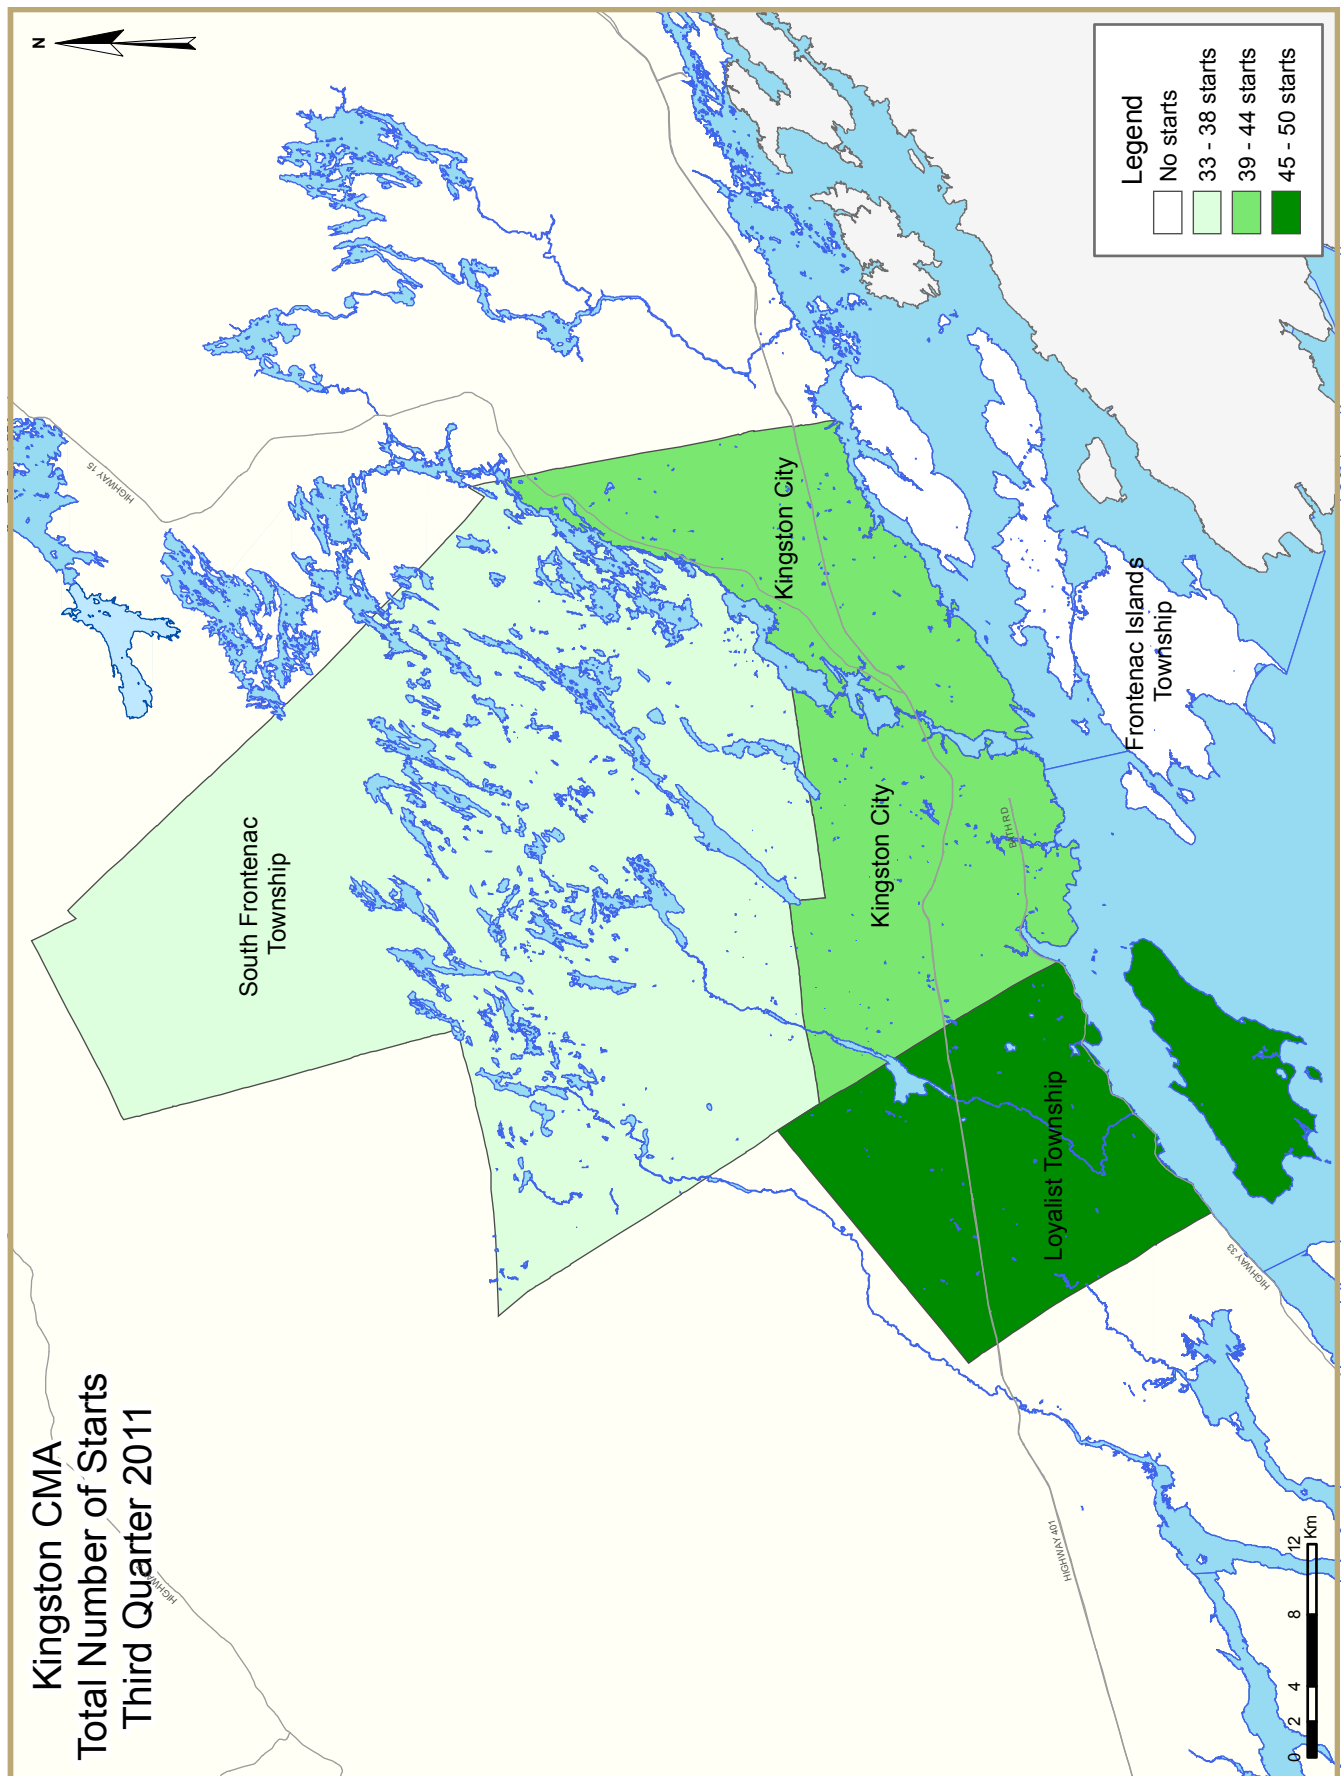 Kingston CMA
Total Number of Starts
Third Quarter 2011
HIGHWAY
HIGHWAY 15
N
South Frontenac
Township
Kingston City
Kingston City
BATH RD
Loyalist Township
Frontenac Islands
Township
HIGHWAY 401
HIGHWAY 33
0 2 4 8 12
Km
Legend
No starts
33 - 38 starts
39 - 44 starts
45 - 50 starts